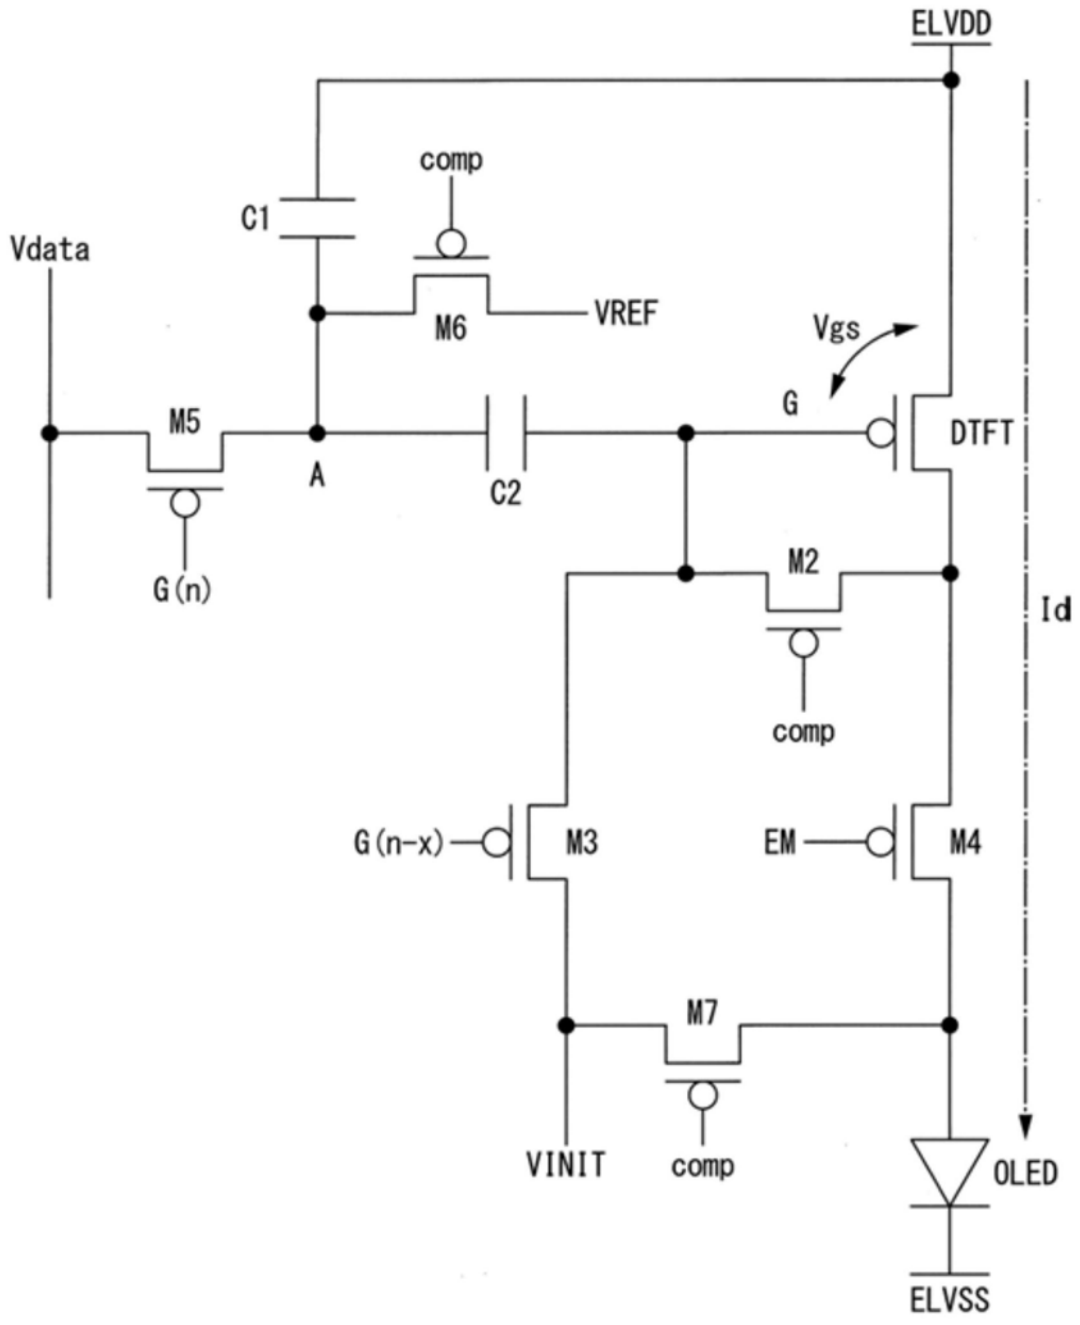 ELVDD
comp
C1
Vdata
M6
VREF
Vgs
M5
G
DTFT
A
C2
G(n)
M2
Id
comp
G(n-x)
M3
EM
M4
M7
VINIT
comp
OLED
ELVSS